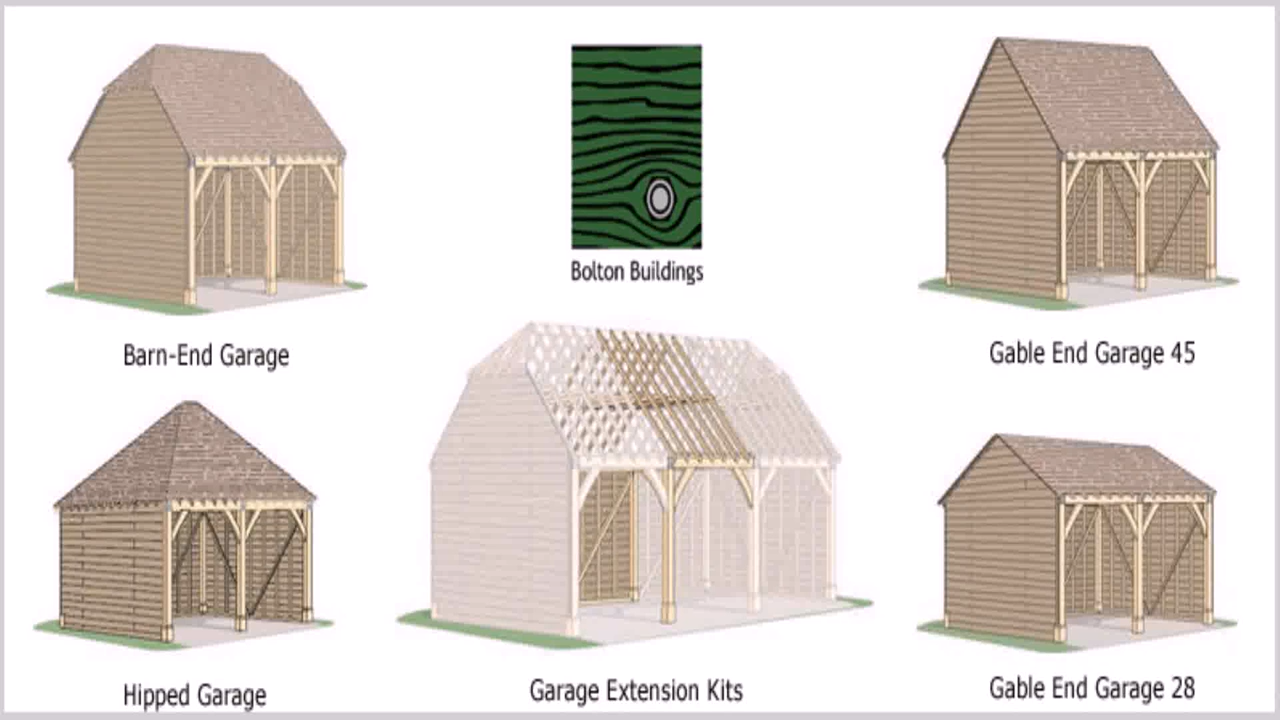 Bolton Buildings
Barn-End Garage
Gable End Garage 45
Hipped Garage
Garage Extension Kits
Gable End Garage 28